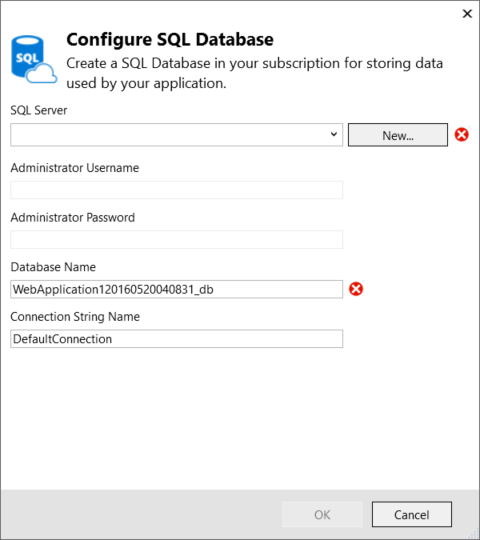 SQL
Configure SQL Database
Create a SQL Database in your subscription for storing data
used by your application.
SQL Server
New...
Administrator Username
Administrator Password
Database Name
WebApplication120160520040831_db
Connection String Name
DefaultConnection
OK
Cancel